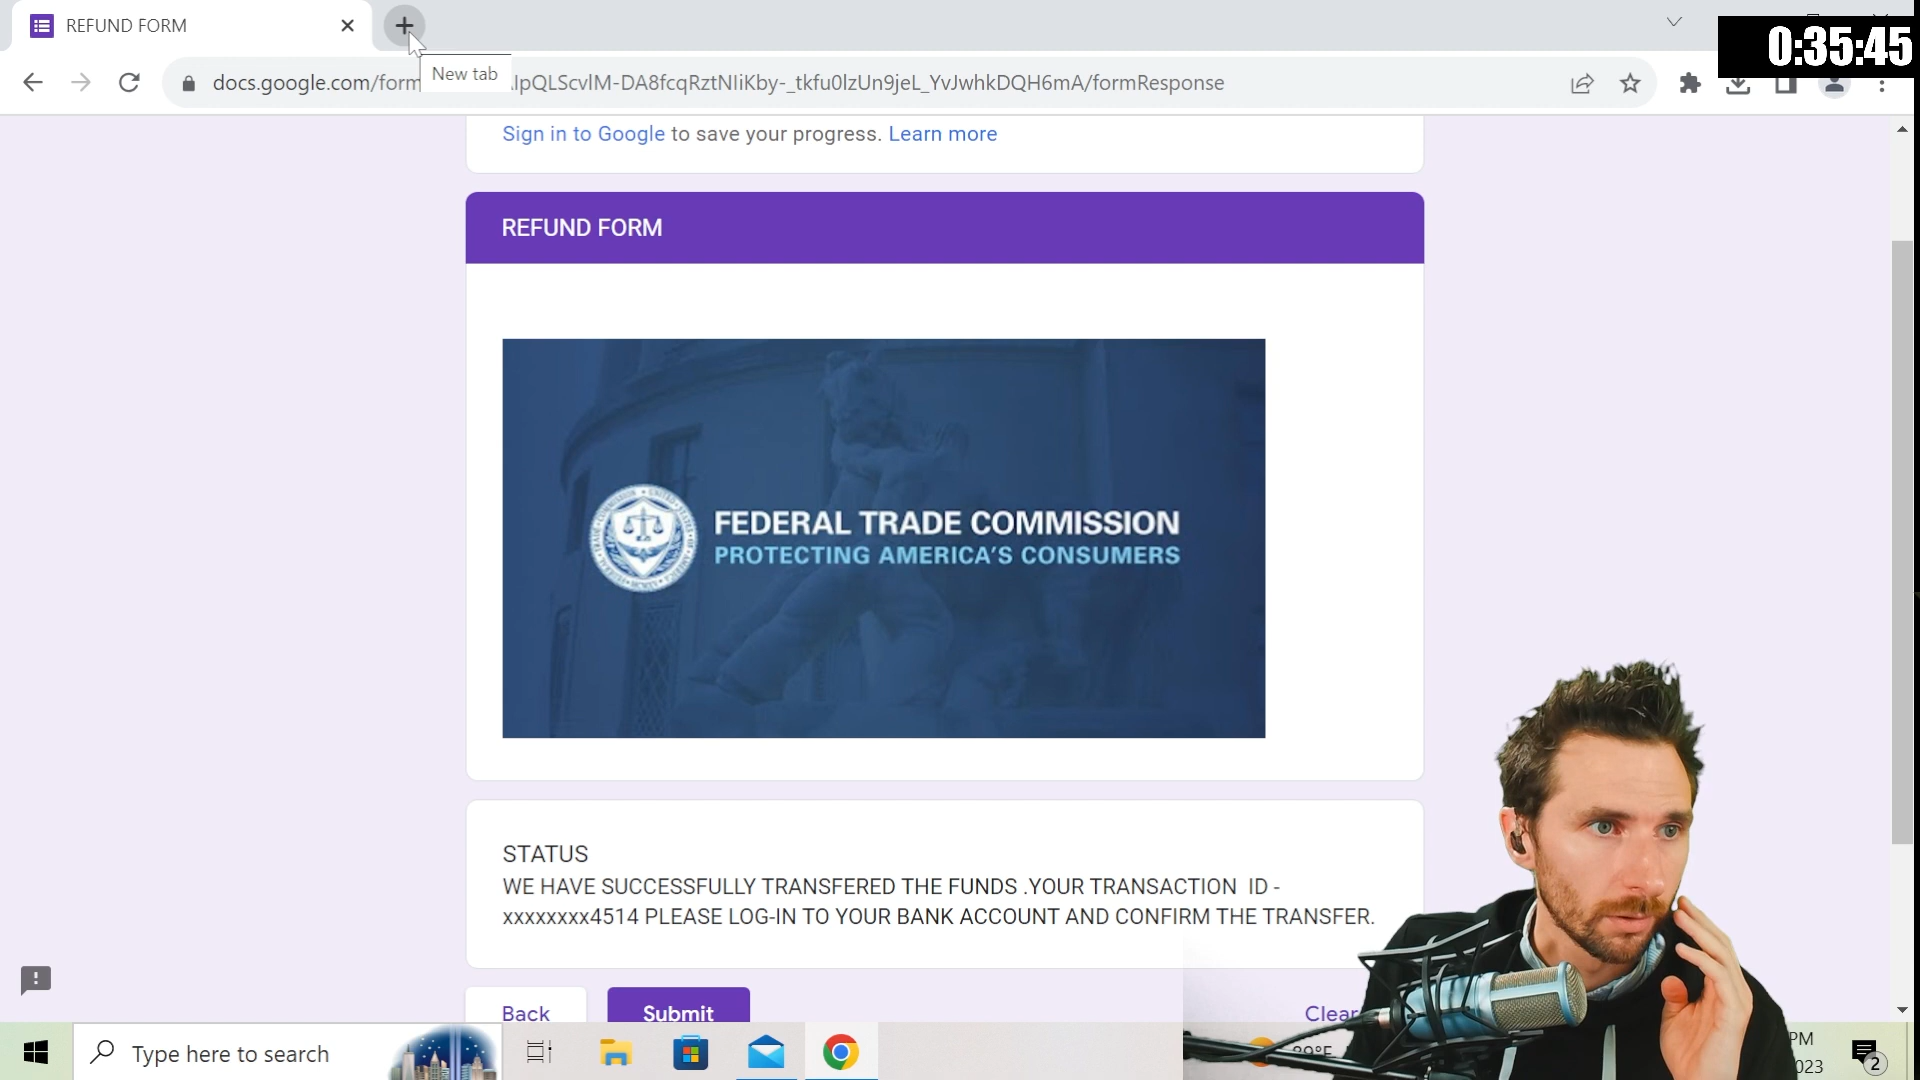 REFUND FORM
0:35:45
New tab
docs.google.com/form
lpQLScvlM-DA8fcqRztNIiKby-_tkfu0lzUn9jeL_YvJwhkDQH6mA/formResponse
Sign in to Google to save your progress. Learn more
REFUND FORM
FEDERAL TRADE COMMISSION
PROTECTING AMERICA'S CONSUMERS
STATUS
WE HAVE SUCCESSFULLY TRANSFERED THE FUNDS .YOUR TRANSACTION ID -
xxxxxxxx4514 PLEASE LOG-IN TO YOUR BANK ACCOUNT AND CONFIRM THE TRANSFER.
Back
Submit
Clear
Type here to search
PM
023
2